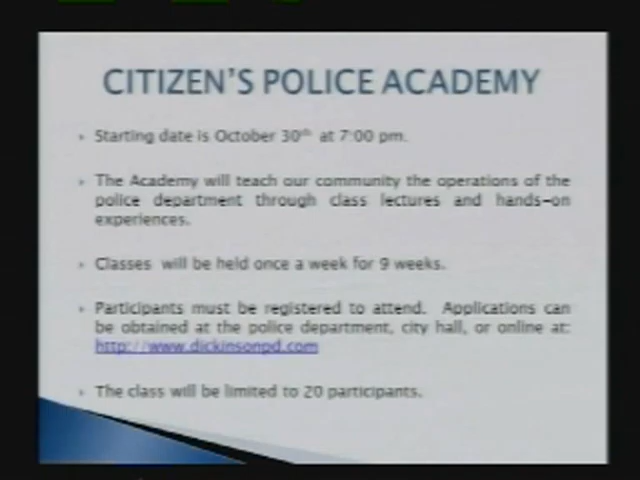 CITIZEN'S POLICE ACADEMY
Starting date is October 30th at 7:00 pm.
The Academy will teach our community the operations of the
police department through class lectures and hands-on
experiences.
Classes will be held once a week for 9 weeks.
Participants must be registered to attend. Applications can
be obtained at the police department, city hall, or online at:
http://www.dickinsonpd.com
The class will be limited to 20 participants.